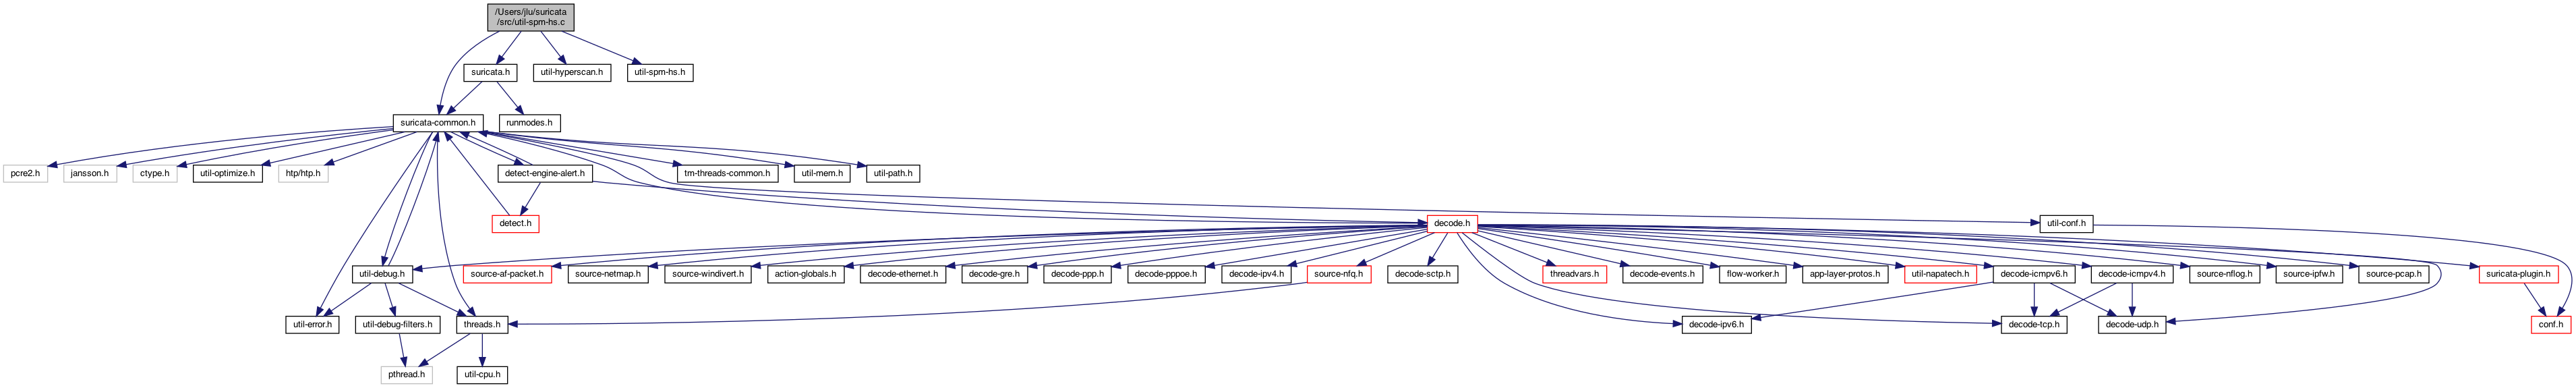 /Users/jlu/suricata
/src/util-spm-hs.c
suricata.h
util-hyperscan.h
util-spm-hs.h
suricata-common.h
runmodes.h
pcre2.h
jansson.h
ctype.h
util-optimize.h
htp/htp.h
detect-engine-alert.h
tm-threads-common.h
util-mem.h
util-path.h
detect.h
decode.h
util-conf.h
util-debug.h
source-af-packet.h
source-netmap.h
source-windivert.h
action-globals.h
decode-ethernet.h
decode-gre.h
decode-ppp.h
decode-pppoe.h
decode-ipv4.h
source-nfq.h
decode-sctp.h
threadvars.h
decode-events.h
flow-worker.h
app-layer-protos.h
util-napatech.h
decode-icmpv6.h
decode-icmpv4.h
source-nflog.h
source-ipfw.h
source-pcap.h
suricata-plugin.h
util-error.h
util-debug-filters.h
threads.h
decode-ipv6.h
decode-tcp.h
decode-udp.h
conf.h
pthread.h
util-cpu.h